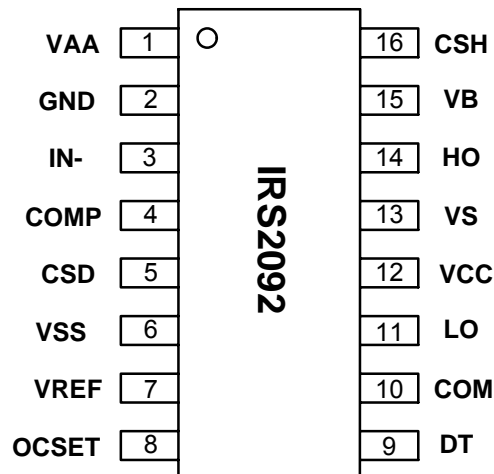 VAA 1 16 CSH
GND 2 15 VB
IN- 3 14 HO
COMP 4 13 VS
CSD 5 12 VCC
VSS 6 11 LO
VREF 7 10 COM
OCSET 8 9 DT
IRS2092